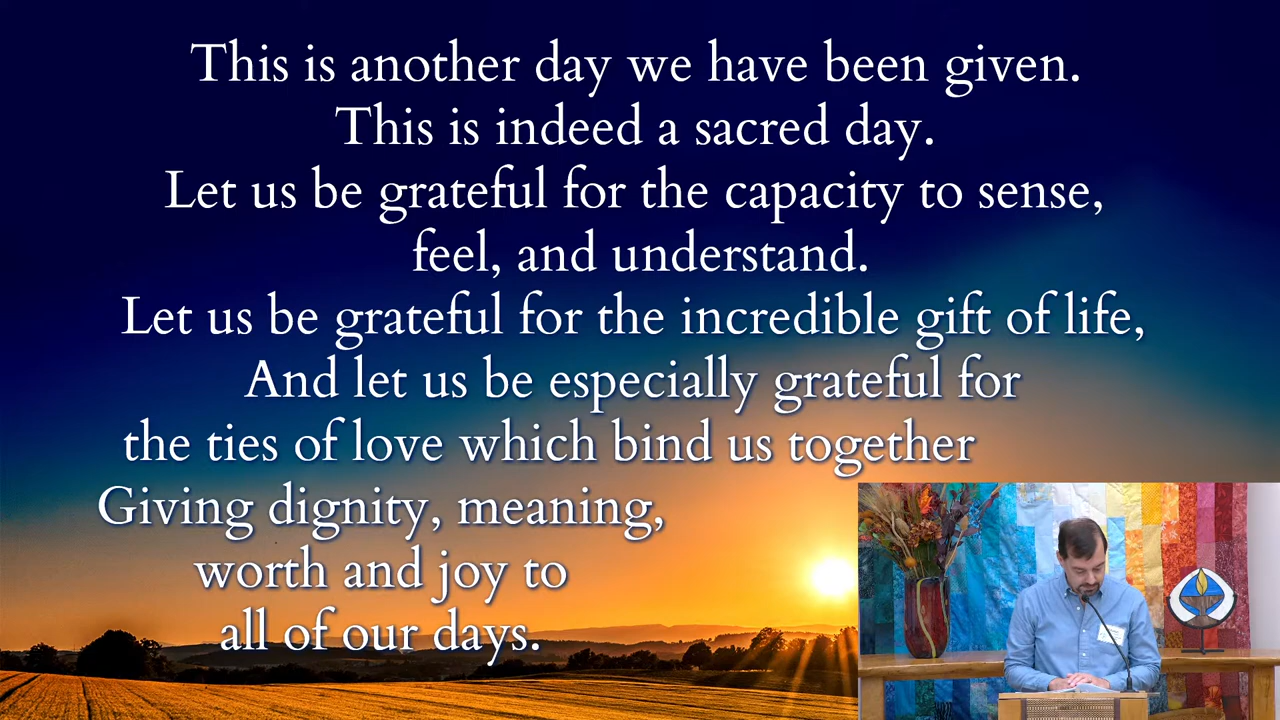 This is another day we have been given.
This is indeed a sacred day.
Let us be grateful for the capacity to sense,
feel, and understand.
Let us be grateful for the incredible gift of life,
And let us be especially grateful for
the ties of love which bind us together
Giving dignity, meaning,
worth and joy to
all of our days.